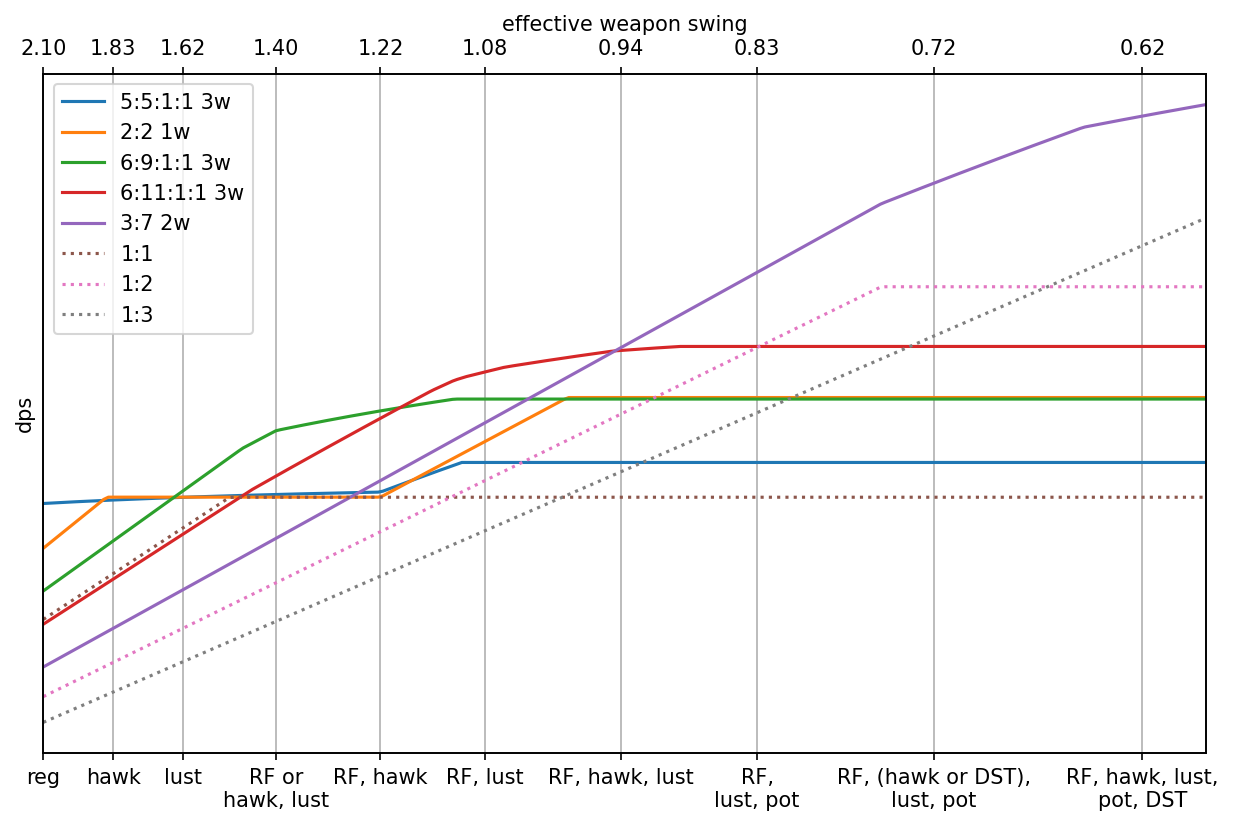 effective weapon swing
2.10 1.83 1.62 1.40 1.22 1.08 0.94 0.83 0.72 0.62
5:5:1:1 3w
2:2 1w
6:9:1:1 3w
6:11:1:1 3w
3:7 2w
1:1
1:2
1:3
dps
reg hawk lust RF or RF, hawk RF, lust RF, hawk, lust RF, RF, (hawk or DST), RF, hawk, lust,
hawk, lust lust, pot lust, pot pot, DST